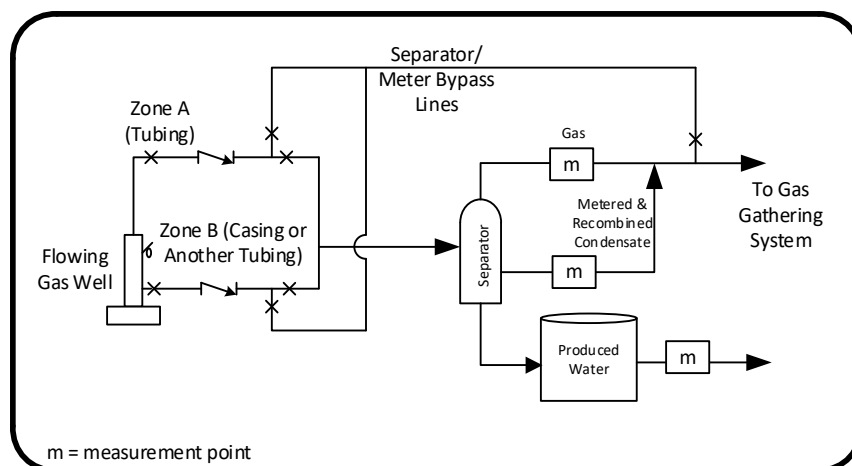 Separator/
Meter Bypass
Lines
Zone A
(Tubing)
Gas
m
To Gas
Gathering
System
Metered &
Recombined
Condensate
Zone B (Casing or
Another Tubing)
Flowing
Gas Well
Separator
m
Produced
Water
m
m = measurement point